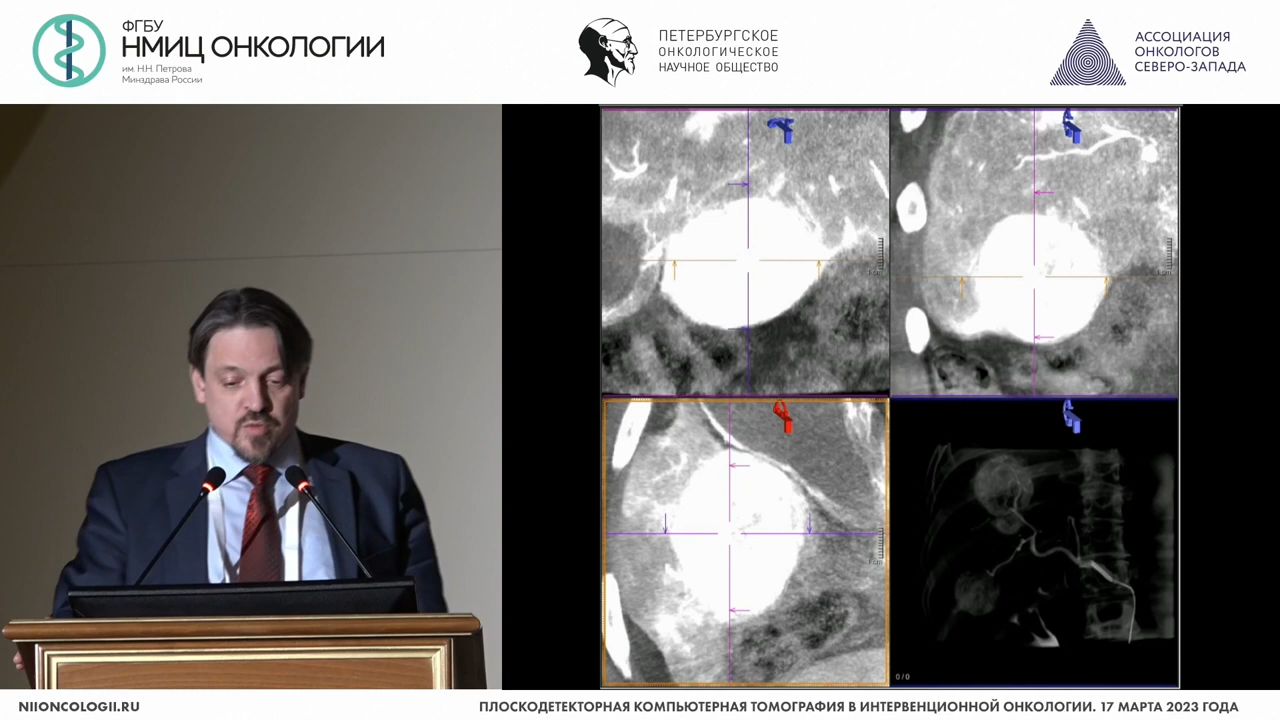 ФГБУ
НМИЦ ОНКОЛОГИИ
им. Н.Н. Петрова
Минздрава России
ПЕТЕРБУРГСКОЕ
ОНКОЛОГИЧЕСКОЕ
НАУЧНОЕ ОБЩЕСТВО
АССОЦИАЦИЯ
ОНКОЛОГОВ
СЕВЕРО-ЗАПАДА
0 / 0
NIIONCOLOGII.RU
ПЛОСКОДЕТЕКТОРНАЯ КОМПЬЮТЕРНАЯ ТОМОГРАФИЯ В ИНТЕРВЕНЦИОННОЙ ОНКОЛОГИИ. 17 МАРТА 2023 ГОДА